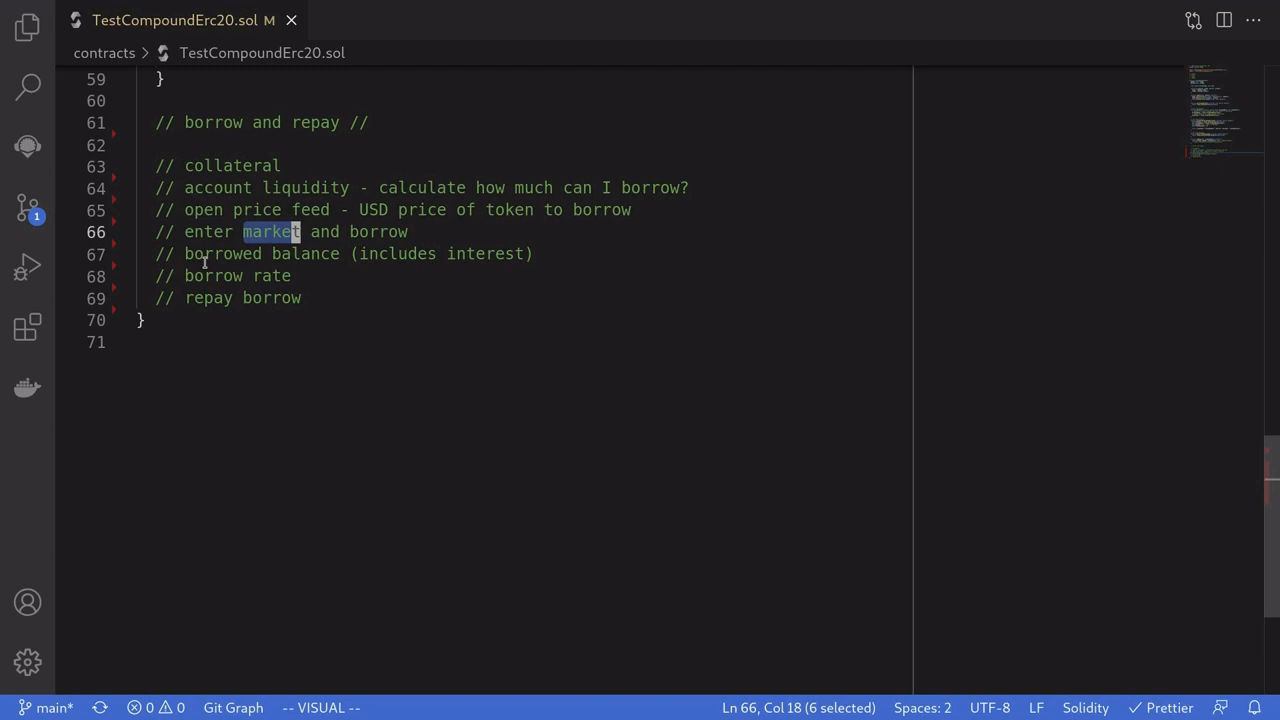 TestCompoundErc20.sol M
contracts > TestCompoundErc20.sol
59 }
60
61 // borrow and repay //
62
63 // collateral
64 // account liquidity - calculate how much can I borrow?
65 // open price feed - USD price of token to borrow
66 // enter market and borrow
67 // borrowed balance (includes interest)
68 // borrow rate
69 // repay borrow
70 }
71
1
main* 0 0 Git Graph -- VISUAL -- Ln 66, Col 18 (6 selected) Spaces: 2 UTF-8 LF Solidity Prettier